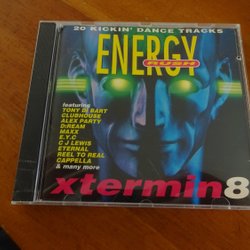 20 KICKIN' DANCE TRACKS
ENERGY
RUSH
featuring
TONY DI BART
CLUBHOUSE
ALEX PARTY
D:REAM
MAXX
E.Y.C
C J LEWIS
ETERNAL
REEL TO REAL
CAPPELLA
& many more
xtermin8